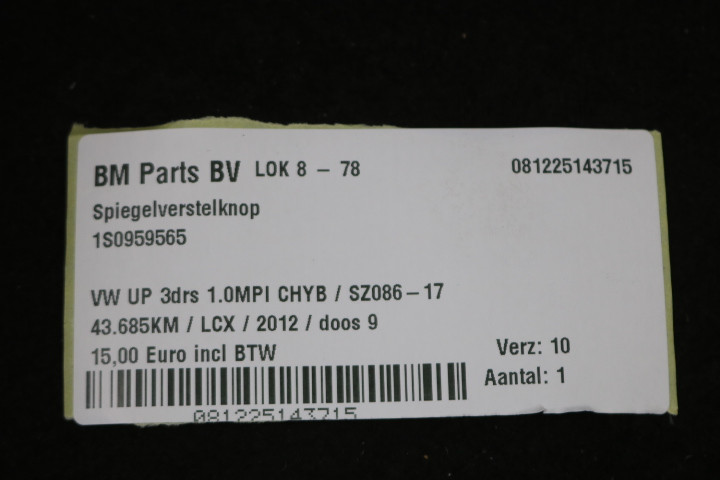 BM Parts BV LOK 8 – 78 081225143715
Spiegelverstelknop
1S0959565
VW UP 3drs 1.0MPI CHYB / SZ086–17
43.685KM / LCX / 2012 / doos 9
15,00 Euro incl BTW
Verz: 10
Aantal: 1
081225143715